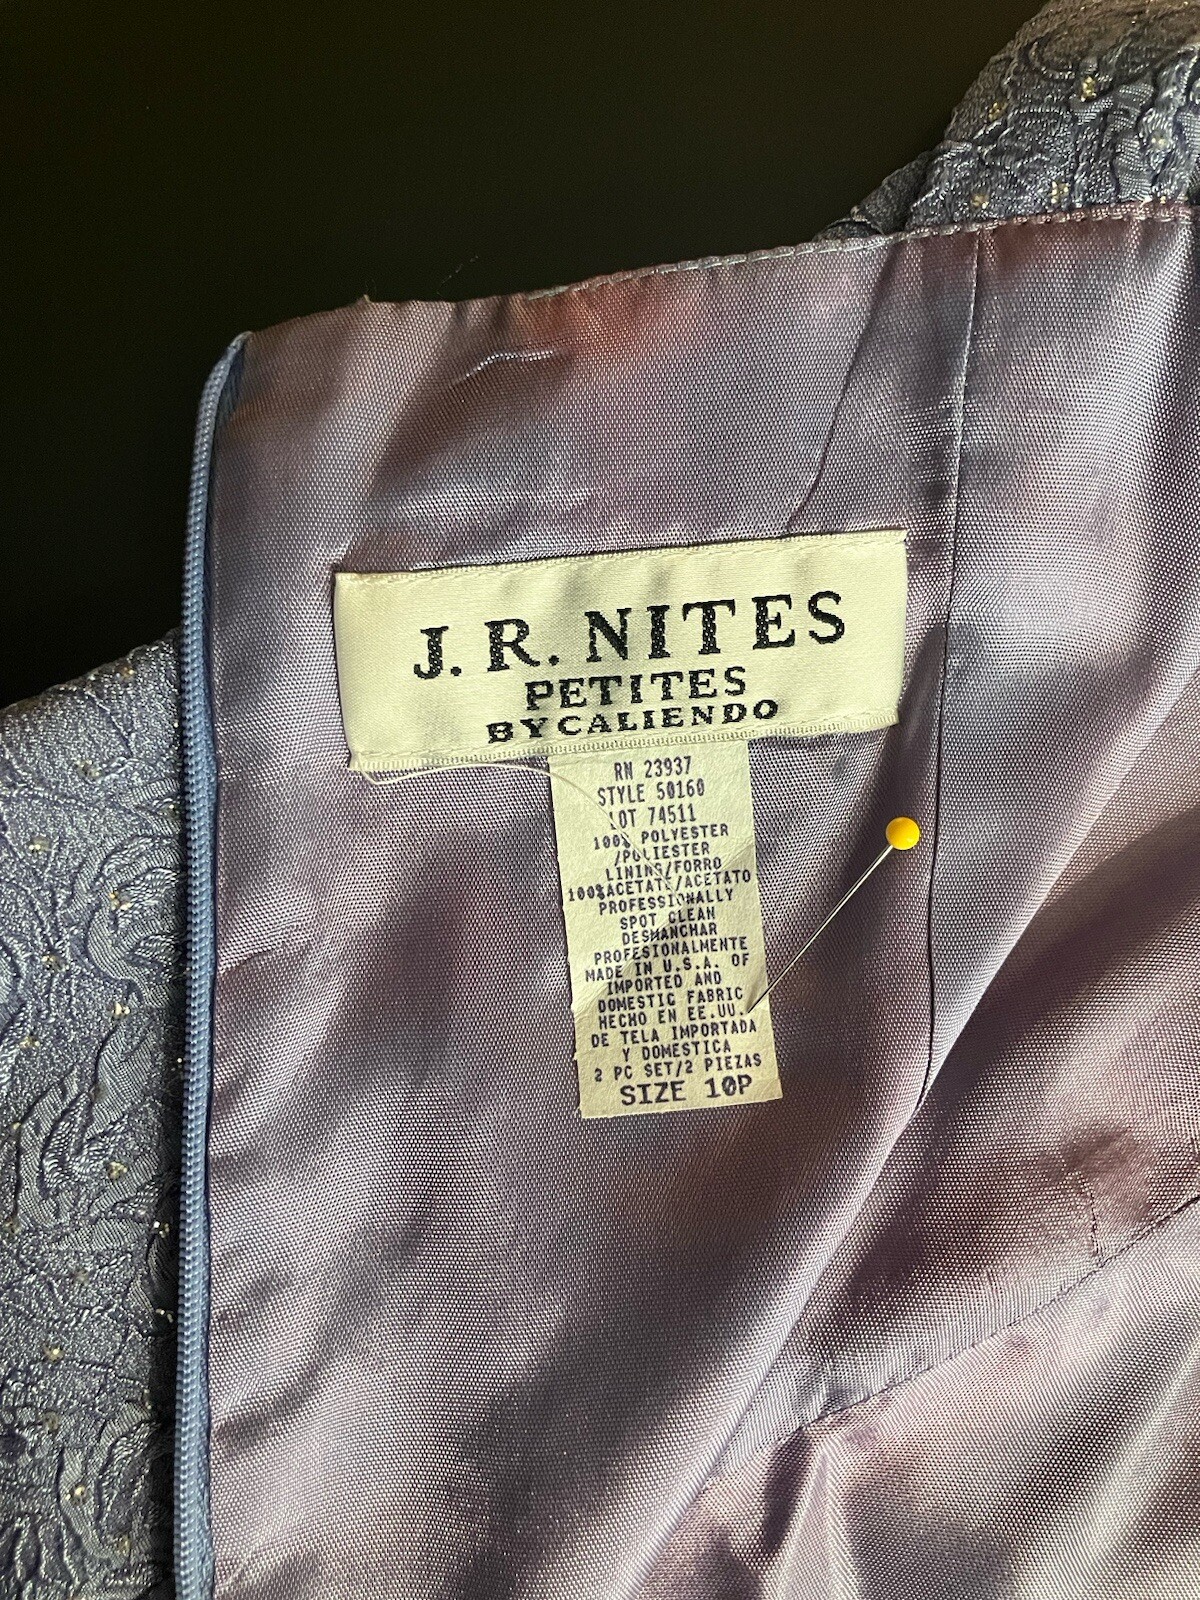 J. R. NITES
PETITES
BY CALIENDO
RN 23937
STYLE 50160
LOT 74511
100% POLYESTER
/POLIESTER
LINING/FORRO
100%ACETATE/ACETATO
PROFESSIONALLY
SPOT CLEAN
DESMANCHAR
PROFESIONALMENTE
MADE IN U.S.A. OF
IMPORTED AND
DOMESTIC FABRIC
HECHO EN EE.UU.
DE TELA IMPORTADA
Y DOMESTICA
2 PC SET/2 PIEZAS
SIZE 10P